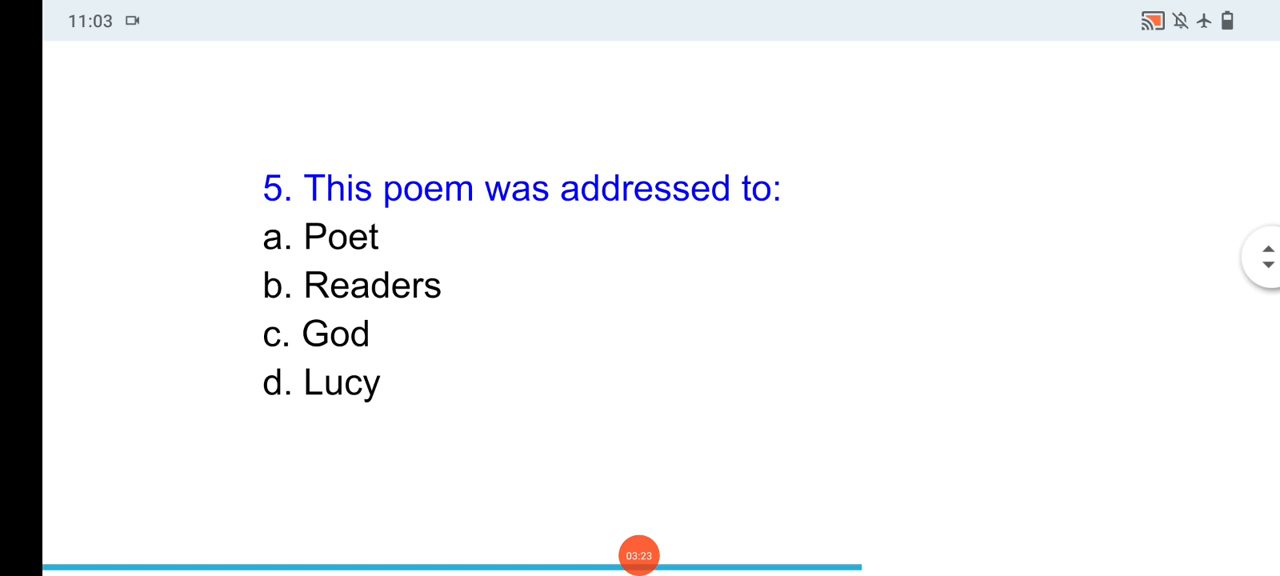 11:03
5. This poem was addressed to:
a. Poet
b. Readers
c. God
d. Lucy
03:23